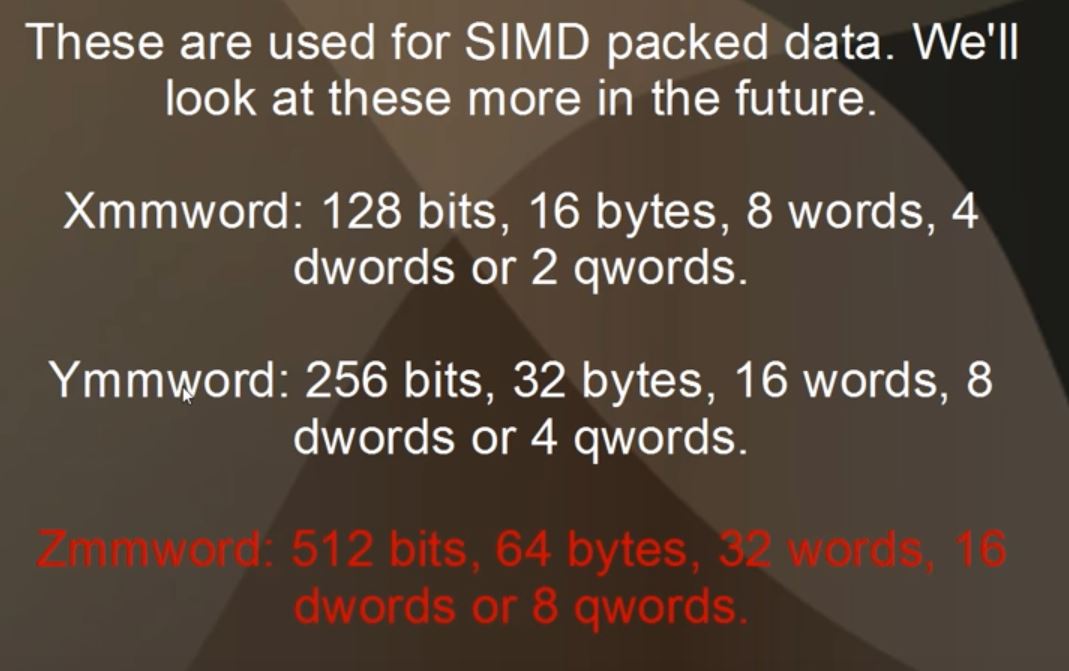 These are used for SIMD packed data. We'll
look at these more in the future.
Xmmword: 128 bits, 16 bytes, 8 words, 4
dwords or 2 qwords.
Ymmword: 256 bits, 32 bytes, 16 words, 8
dwords or 4 qwords.
Zmmword: 512 bits, 64 bytes, 32 words, 16
dwords or 8 qwords.